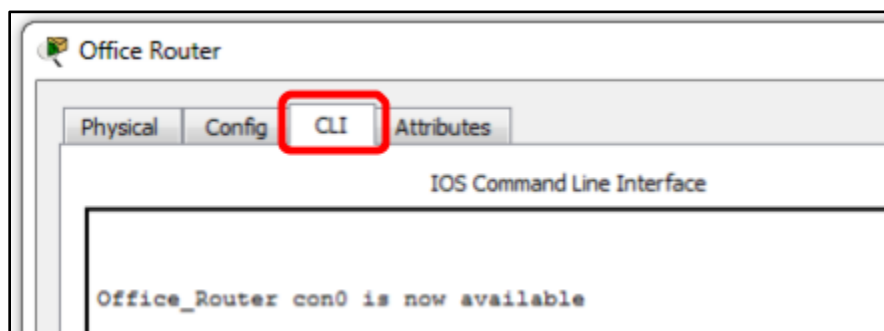 Office Router
Physical Config CLI Attributes
IOS Command Line Interface
Office_Router con0 is now available